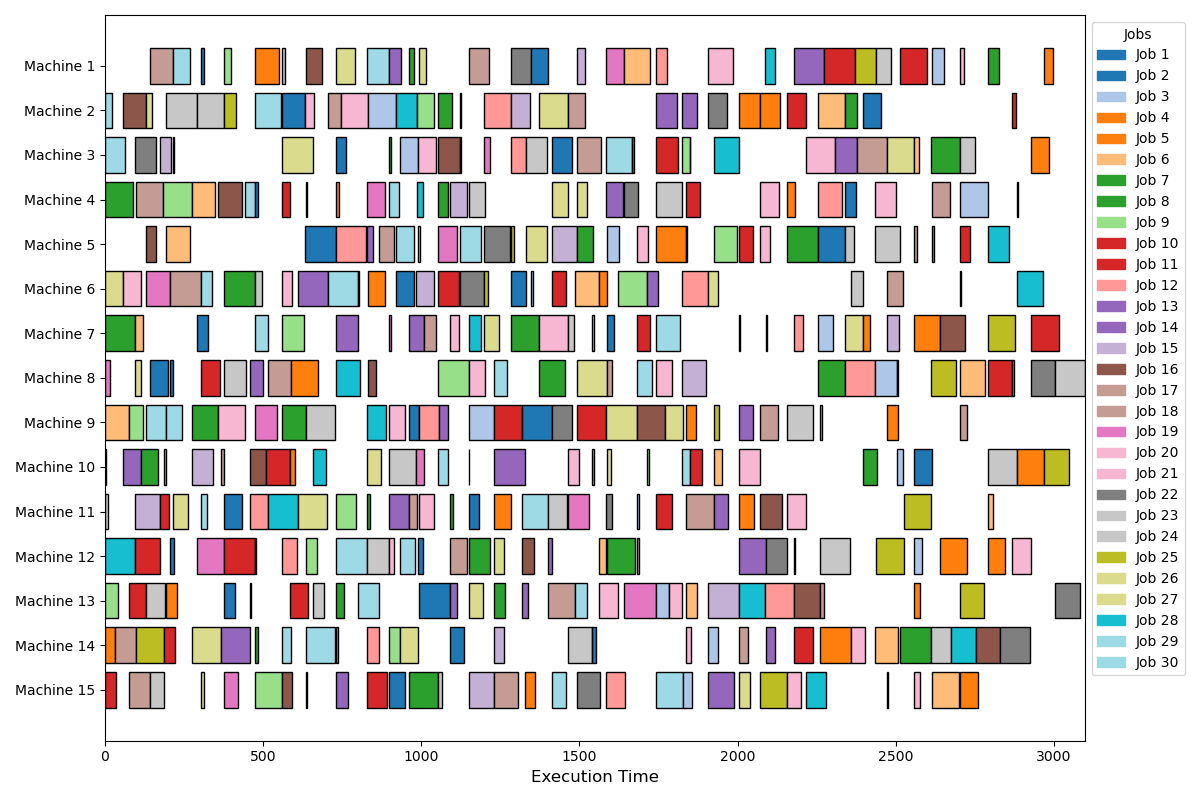 Machine 1
Machine 2
Machine 3
Machine 4
Machine 5
Machine 6
Machine 7
Machine 8
Machine 9
Machine 10
Machine 11
Machine 12
Machine 13
Machine 14
Machine 15
0 500 1000 1500 2000 2500 3000
Execution Time
Jobs
Job 1
Job 2
Job 3
Job 4
Job 5
Job 6
Job 7
Job 8
Job 9
Job 10
Job 11
Job 12
Job 13
Job 14
Job 15
Job 16
Job 17
Job 18
Job 19
Job 20
Job 21
Job 22
Job 23
Job 24
Job 25
Job 26
Job 27
Job 28
Job 29
Job 30